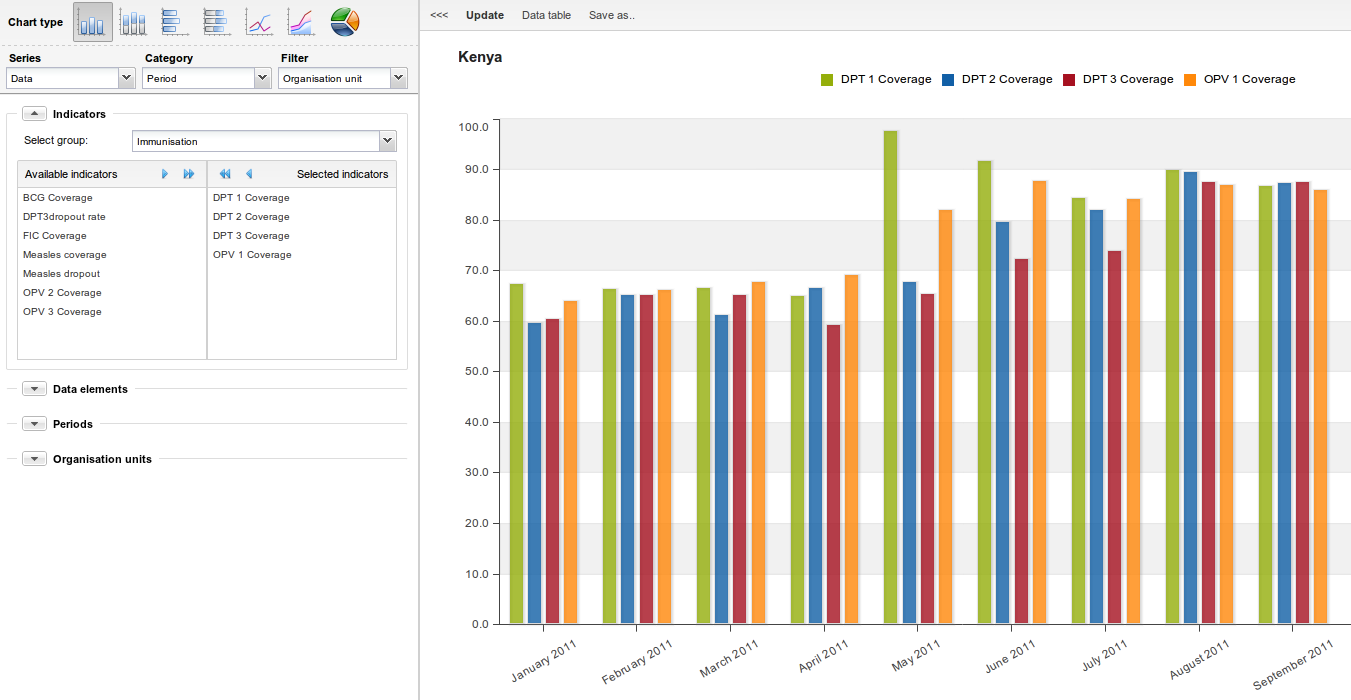 Chart type
<<< Update Data table Save as..
Series Category Filter
Data Period Organisation unit
Indicators
Select group: Immunisation
Available indicators Selected indicators
BCG Coverage
DPT3dropout rate
FIC Coverage
Measles coverage
Measles dropout
OPV 2 Coverage
OPV 3 Coverage
DPT 1 Coverage
DPT 2 Coverage
DPT 3 Coverage
OPV 1 Coverage
Data elements
Periods
Organisation units
Kenya
DPT 1 Coverage DPT 2 Coverage DPT 3 Coverage OPV 1 Coverage
100.0
90.0
80.0
70.0
60.0
50.0
40.0
30.0
20.0
10.0
0.0
January 2011 February 2011 March 2011 April 2011 May 2011 June 2011 July 2011 August 2011 September 2011